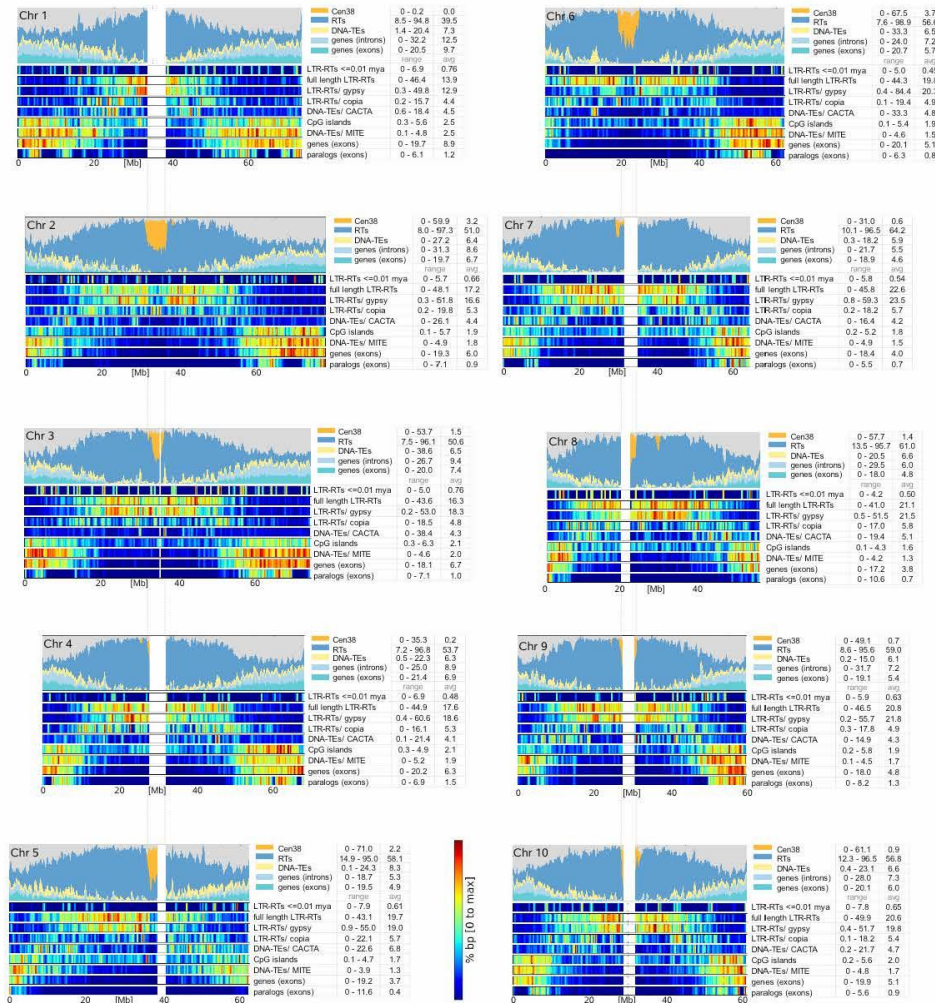 Chr 1
Cen38 0 - 0.2 0.0
RTs 8.5 - 94.8 39.5
DNA-TEs 1.4 - 20.4 7.3
genes (introns) 0 - 32.2 12.5
genes (exons) 0 - 20.5 9.7
range avg
LTR-RTs <=0.01 mya 0 - 6.9 0.76
full length LTR-RTs 0 - 46.4 13.9
LTR-RTs/ gypsy 0.3 - 49.8 12.9
LTR-RTs/ copia 0.2 - 15.7 4.4
DNA-TEs/ CACTA 0.6 - 18.4 4.5
CpG islands 0.3 - 5.6 2.5
DNA-TEs/ MITE 0.1 - 4.8 2.5
genes (exons) 0 - 19.7 8.9
paralogs (exons) 0 - 6.1 1.2
0 20 [Mb] 40 60
Chr 6
Cen38 0 - 67.5 3.7
RTs 7.6 - 98.9 56.6
DNA-TEs 0 - 33.3 6.5
genes (introns) 0 - 24.0 7.2
genes (exons) 0 - 20.7 5.7
range avg
LTR-RTs <=0.01 mya 0 - 5.0 0.45
full length LTR-RTs 0 - 44.3
LTR-RTs/ gypsy 0.4 - 84.4 20.3
LTR-RTs/ copia 0.1 - 19.4 4.9
DNA-TEs/ CACTA 0 - 33.3 4.8
CpG islands 0.1 - 5.4 1.9
DNA-TEs/ MITE 0 - 4.6 1.5
genes (exons) 0 - 20.1 5.1
paralogs (exons) 0 - 6.3 0.8
0 20 [Mb] 40 60
Chr 2
Cen38 0 - 59.9 3.2
RTs 8.0 - 97.3 51.0
DNA-TEs 0 - 27.2 6.4
genes (introns) 0 - 31.3 8.6
genes (exons) 0 - 19.7 6.7
range avg
LTR-RTs <=0.01 mya 0 - 5.7 0.66
full length LTR-RTs 0 - 48.1 17.2
LTR-RTs/ gypsy 0.3 - 51.8 16.6
LTR-RTs/ copia 0.2 - 19.8 5.3
DNA-TEs/ CACTA 0 - 26.1 4.4
CpG islands 0.1 - 5.7 1.9
DNA-TEs/ MITE 0 - 4.9 1.8
genes (exons) 0 - 19.3 6.0
paralogs (exons) 0 - 7.1 0.9
0 20 [Mb] 40 60
Chr 7
Cen38 0 - 31.0 0.6
RTs 10.1 - 96.5 64.2
DNA-TEs 0.3 - 18.2 5.9
genes (introns) 0 - 21.7 5.5
genes (exons) 0 - 18.9 4.6
range avg
LTR-RTs <=0.01 mya 0 - 5.8 0.54
full length LTR-RTs 0 - 45.8 22.6
LTR-RTs/ gypsy 0.8 - 59.3 23.5
LTR-RTs/ copia 0.2 - 18.2 5.7
DNA-TEs/ CACTA 0 - 16.4 4.2
CpG islands 0.2 - 5.2 1.8
DNA-TEs/ MITE 0 - 4.9 1.5
genes (exons) 0 - 18.4 4.0
paralogs (exons) 0 - 5.5 0.7
0 20 [Mb] 40 60
Chr 3
Cen38 0 - 53.7 1.5
RTs 7.5 - 96.1 50.6
DNA-TEs 0 - 38.6 6.5
genes (introns) 0 - 26.7 9.4
genes (exons) 0 - 20.0 7.4
range avg
LTR-RTs <=0.01 mya 0 - 5.0 0.76
full length LTR-RTs 0 - 43.6 16.3
LTR-RTs/ gypsy 0.2 - 53.0 18.3
LTR-RTs/ copia 0 - 18.5 4.8
DNA-TEs/ CACTA 0 - 38.4 4.3
CpG islands 0.3 - 6.3 2.1
DNA-TEs/ MITE 0 - 4.6 2.0
genes (exons) 0 - 18.1 6.7
paralogs (exons) 0 - 7.1 1.0
0 20 [Mb] 40 60
Chr 8
Cen38 0 - 57.7 1.4
RTs 13.5 - 95.7 61.0
DNA-TEs 0 - 20.5 6.6
genes (introns) 0 - 29.5 6.0
genes (exons) 0 - 18.0 4.8
range avg
LTR-RTs <=0.01 mya 0 - 4.2 0.50
full length LTR-RTs 0 - 41.0 21.1
LTR-RTs/ gypsy 0.5 - 51.5 21.5
LTR-RTs/ copia 0 - 17.0 5.8
DNA-TEs/ CACTA 0 - 19.4 5.1
CpG islands 0.1 - 4.3 1.6
DNA-TEs/ MITE 0 - 4.2 1.3
genes (exons) 0 - 17.2 3.8
paralogs (exons) 0 - 10.6 0.7
0 20 [Mb] 40
Chr 4
Cen38 0 - 35.3 0.2
RTs 7.2 - 96.8 53.7
DNA-TEs 0.5 - 22.3 6.3
genes (introns) 0 - 25.0 8.9
genes (exons) 0 - 21.4 6.9
range avg
LTR-RTs <=0.01 mya 0 - 6.9 0.48
full length LTR-RTs 0 - 44.9 17.6
LTR-RTs/ gypsy 0.4 - 60.6 18.6
LTR-RTs/ copia 0 - 16.1 5.3
DNA-TEs/ CACTA 0.1 - 21.4 4.1
CpG islands 0.3 - 4.9 2.1
DNA-TEs/ MITE 0 - 5.2 1.9
genes (exons) 0 - 20.2 6.3
paralogs (exons) 0 - 6.9 1.5
0 20 [Mb] 40 60
Chr 9
Cen38 0 - 49.1 0.7
RTs 8.6 - 95.6 59.0
DNA-TEs 0.2 - 15.0 6.1
genes (introns) 0 - 31.7 7.2
genes (exons) 0 - 19.1 5.4
range avg
LTR-RTs <=0.01 mya 0 - 5.9 0.63
full length LTR-RTs 0 - 46.5 20.8
LTR-RTs/ gypsy 0.2 - 55.7 21.8
LTR-RTs/ copia 0.3 - 17.8 4.9
DNA-TEs/ CACTA 0 - 14.9 4.3
CpG islands 0.2 - 5.8 1.9
DNA-TEs/ MITE 0.1 - 4.5 1.7
genes (exons) 0 - 18.0 4.8
paralogs (exons) 0 - 8.2 1.3
0 20 [Mb] 40 60
Chr 5
Cen38 0 - 71.0 2.2
RTs 14.9 - 95.0 58.1
DNA-TEs 0.1 - 24.3 8.3
genes (introns) 0 - 18.7 5.3
genes (exons) 0 - 19.5 4.9
range avg
LTR-RTs <=0.01 mya 0 - 7.9 0.61
full length LTR-RTs 0 - 43.1 19.7
LTR-RTs/ gypsy 0.9 - 55.0 19.0
LTR-RTs/ copia 0 - 22.1 5.7
DNA-TEs/ CACTA 0 - 22.6 6.8
CpG islands 0.1 - 4.7 1.7
DNA-TEs/ MITE 0 - 3.9 1.3
genes (exons) 0 - 19.2 3.7
paralogs (exons) 0 - 11.6 0.4
0 20 [Mb] 40 60
% bp [0 to max]
Chr 10
Cen38 0 - 61.1 0.9
RTs 12.3 - 96.5 56.8
DNA-TEs 0.4 - 23.1 6.6
genes (introns) 0 - 28.0 7.3
genes (exons) 0 - 20.1 6.0
range avg
LTR-RTs <=0.01 mya 0 - 7.8 0.65
full length LTR-RTs 0 - 49.9 20.6
LTR-RTs/ gypsy 0.4 - 51.7 19.8
LTR-RTs/ copia 0.1 - 18.2 5.4
DNA-TEs/ CACTA 0.2 - 21.7 4.7
CpG islands 0.2 - 5.6 2.0
DNA-TEs/ MITE 0 - 4.8 1.7
genes (exons) 0 - 19.9 5.1
paralogs (exons) 0 - 5.6 0.9
0 20 [Mb] 40 60